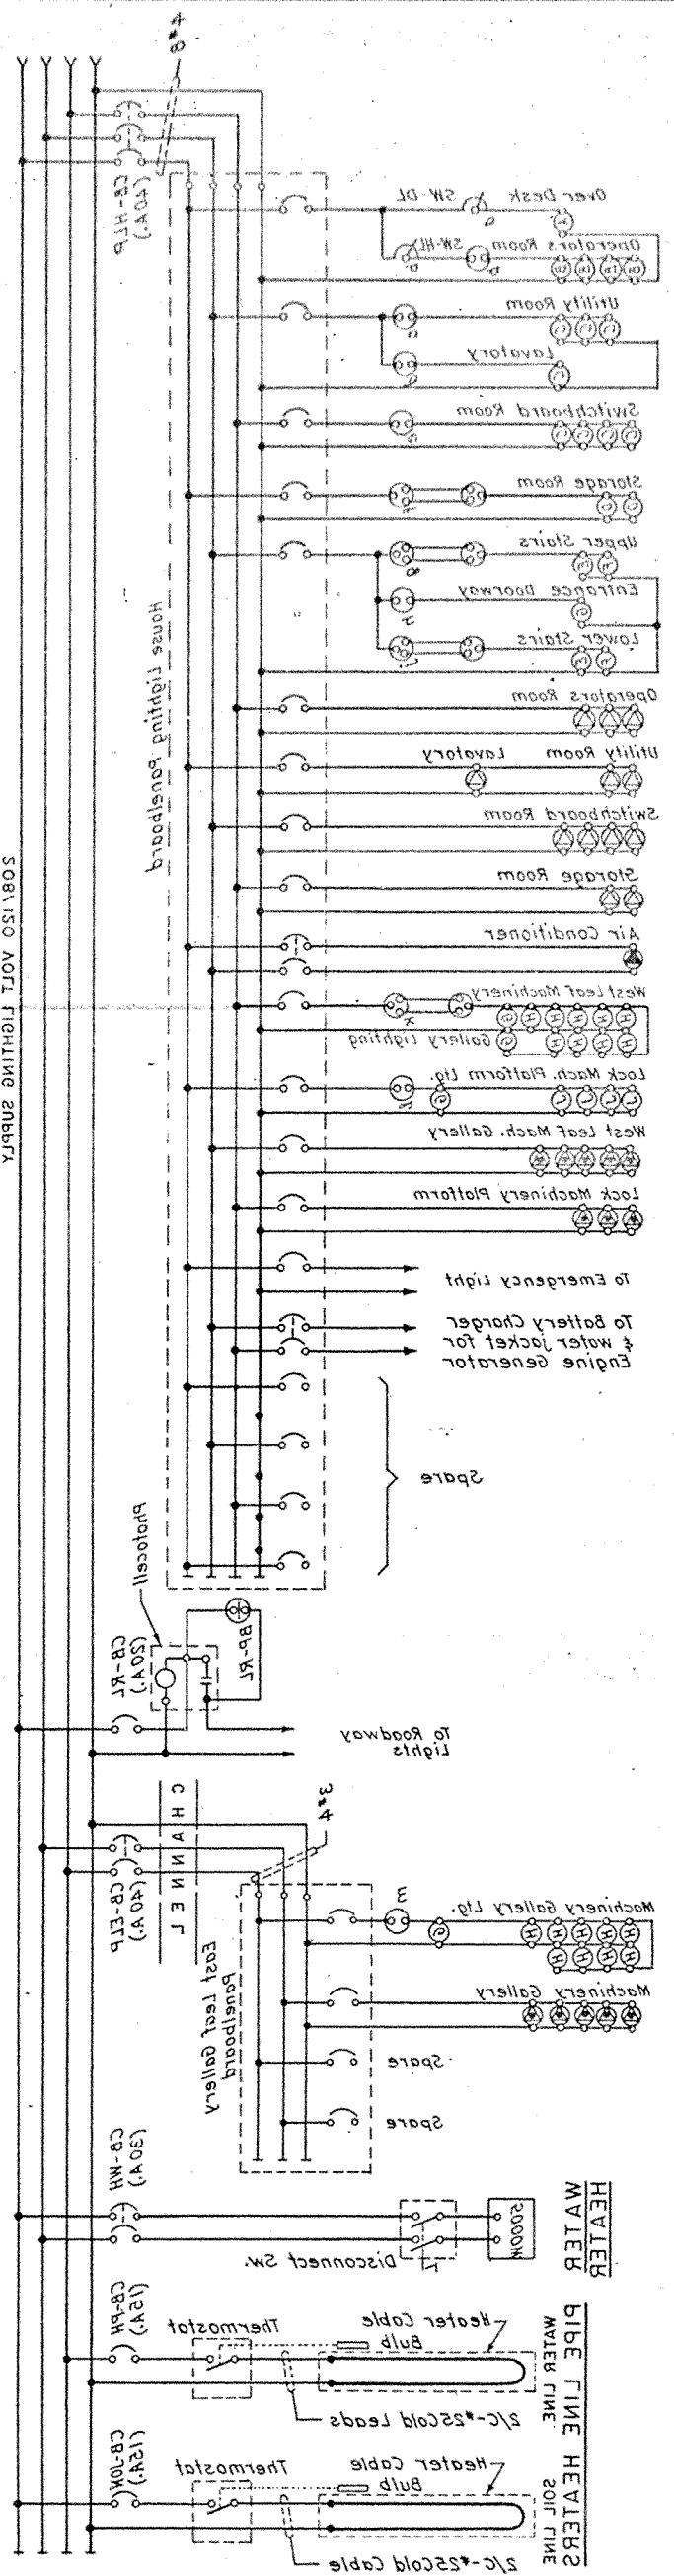 4#8
CB-HLP
(40A.)
Over Desk
SW-DL
Operators Room
SW-HL
Utility Room
Lavatory
Switchboard Room
Storage Room
Upper Stairs
Entrance Doorway
Lower Stairs
Operators Room
Utility Room
Lavatory
Switchboard Room
Storage Room
Air Conditioner
West Leaf Machinery
Gallery Lighting
Lock Mach. Platform Ltg.
West Leaf Mach. Gallery
Lock Machinery Platform
To Emergency Light
To Battery Charger
& water jacket for
Engine Generator
Spare
House Lighting Panelboard
208/120 VOLT LIGHTING SUPPLY
Photocell
BP-RL
CB-RL
(20A.)
To Roadway
Lights
CHANNEL
3#4
CB-ELP
(40A.)
East Leaf Gallery
Panelboard
m
Machinery Gallery Ltg.
Machinery Gallery
Spare
Spare
CB-WH
(30A.)
Disconnect Sw.
5000W
WATER
HEATER
PIPE LINE HEATERS
WATER LINE
CB-PH
(15A.)
Thermostat
Heater Cable
Bulb
2/C-#25 Cold Leads
SOIL LINE
CB-JOH
(15A.)
Thermostat
Heater Cable
Bulb
2/C-#25 Cold Cable